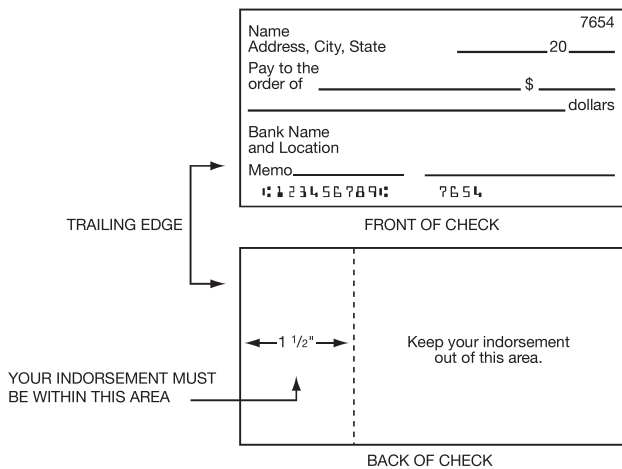 7654
Name
Address, City, State 20
Pay to the
order of $
dollars
Bank Name
and Location
Memo
⑆123456789⑆ 7654
TRAILING EDGE
FRONT OF CHECK
1 1/2"
Keep your indorsement
out of this area.
YOUR INDORSEMENT MUST
BE WITHIN THIS AREA
BACK OF CHECK